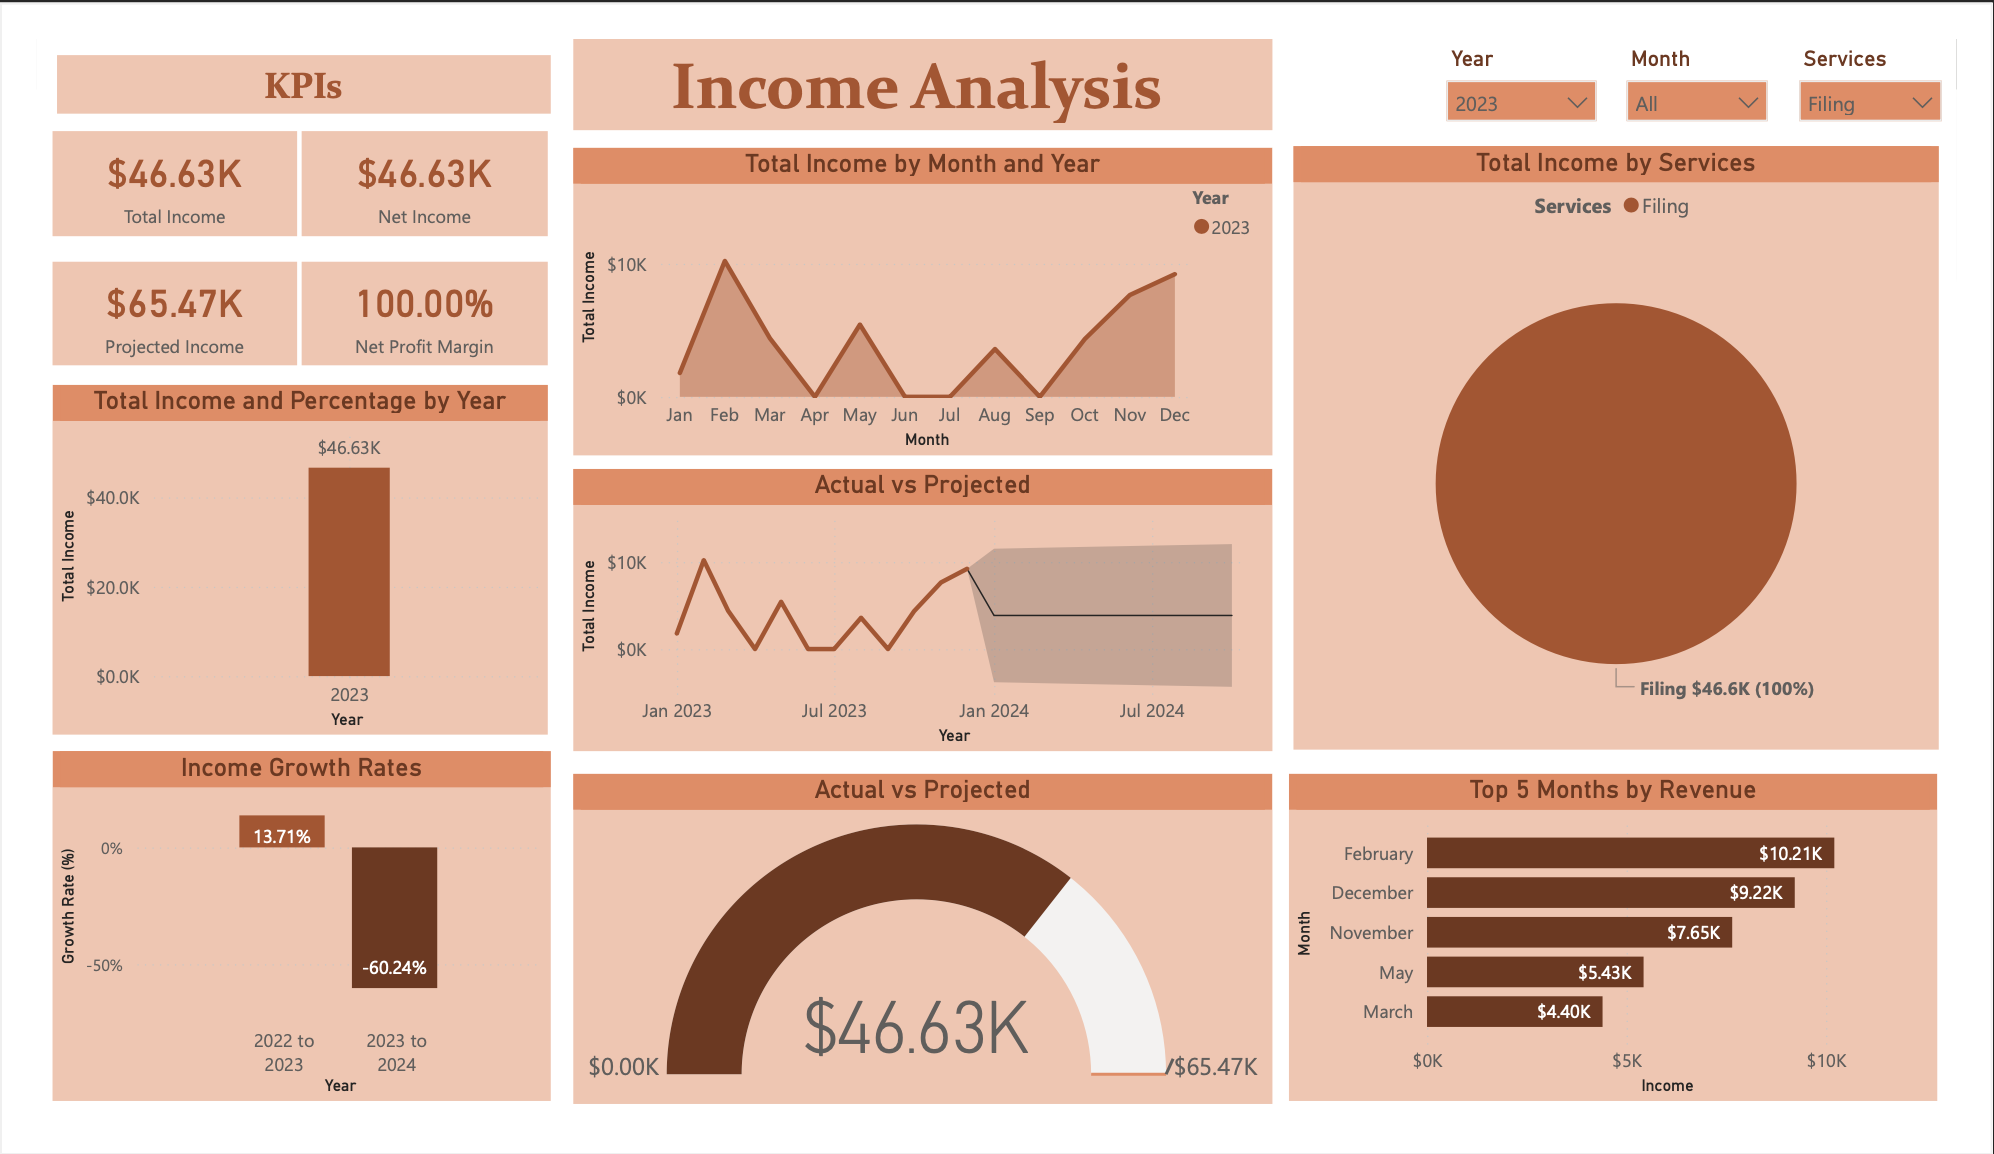 KPIs
Income Analysis
Year
Month
Services
2023
All
Filing
$46.63K
Total Income
$46.63K
Net Income
$65.47K
Projected Income
100.00%
Net Profit Margin
Total Income and Percentage by Year
$46.63K
Total Income
$40.0K
$20.0K
$0.0K
2023
Year
Income Growth Rates
Growth Rate (%)
0%
-50%
13.71%
-60.24%
2022 to
2023
2023 to
2024
Year
Total Income by Month and Year
Year
2023
Total Income
$10K
$0K
Jan Feb Mar Apr May Jun Jul Aug Sep Oct Nov Dec
Month
Actual vs Projected
Total Income
$10K
$0K
Jan 2023 Jul 2023 Jan 2024 Jul 2024
Year
Actual vs Projected
$46.63K
$0.00K
$65.47K
Total Income by Services
Services Filing
Filing $46.6K (100%)
Top 5 Months by Revenue
Month
February $10.21K
December $9.22K
November $7.65K
May $5.43K
March $4.40K
$0K $5K $10K
Income